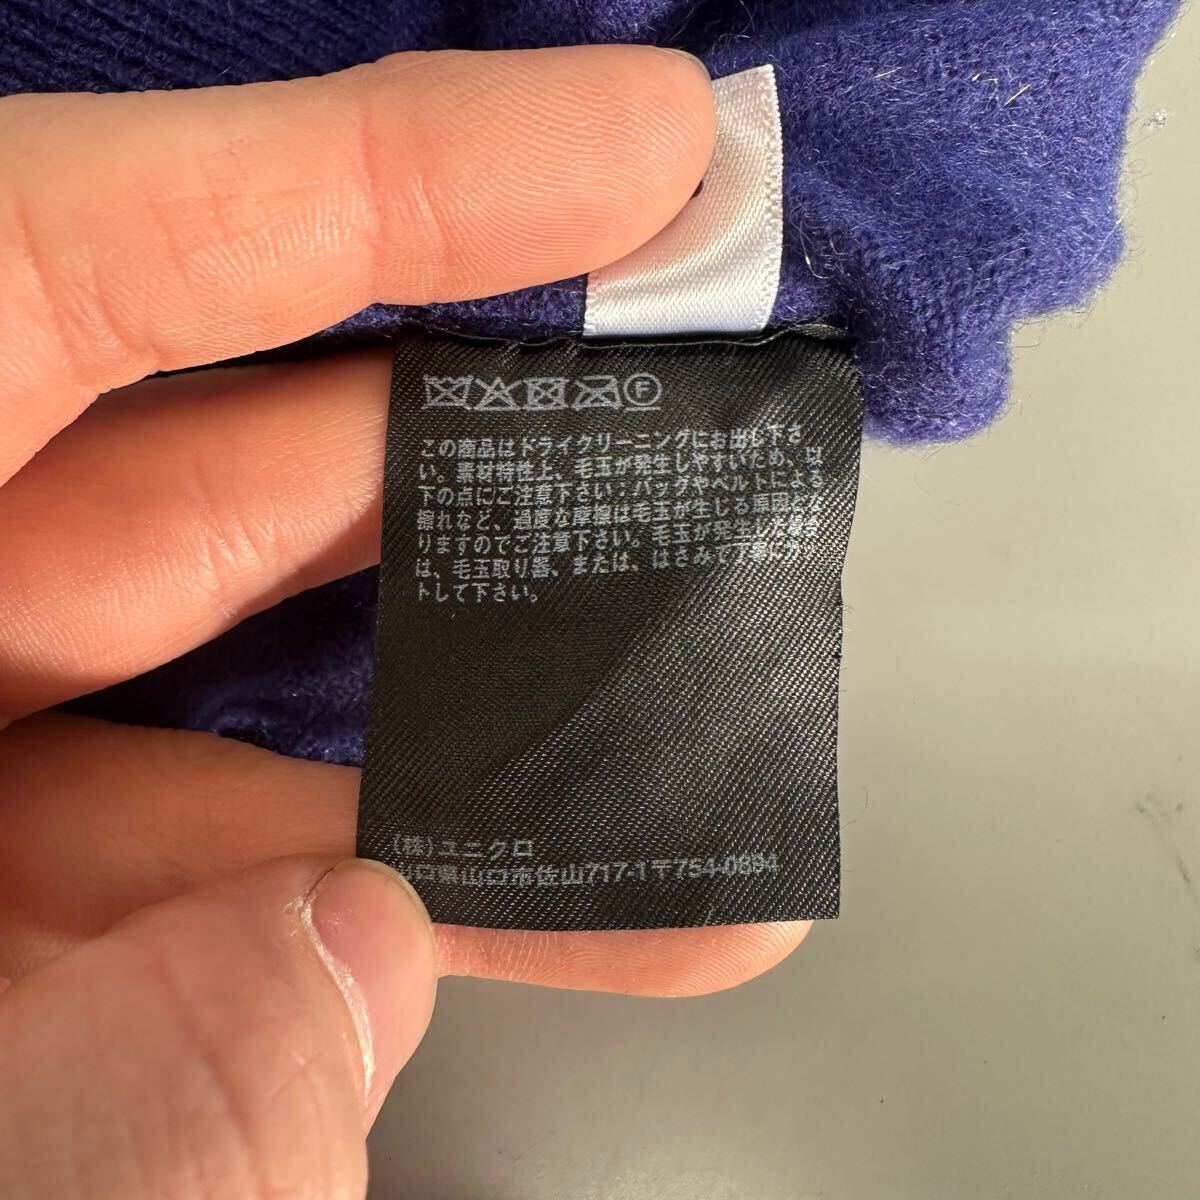 F
この商品はドライクリーニングにお出し下さ
い。素材特性上、毛玉が発生しやすいため、以
下の点にご注意下さい:バッグやベルトによる
擦れなど、過度な摩擦は毛玉が生じる原因とな
りますのでご注意下さい。毛玉が発生した場合
は、毛玉取り器、または、はさみで丁寧にカッ
トして下さい。
(株)ユニクロ
山口県山口市佐山717-1〒754-0894